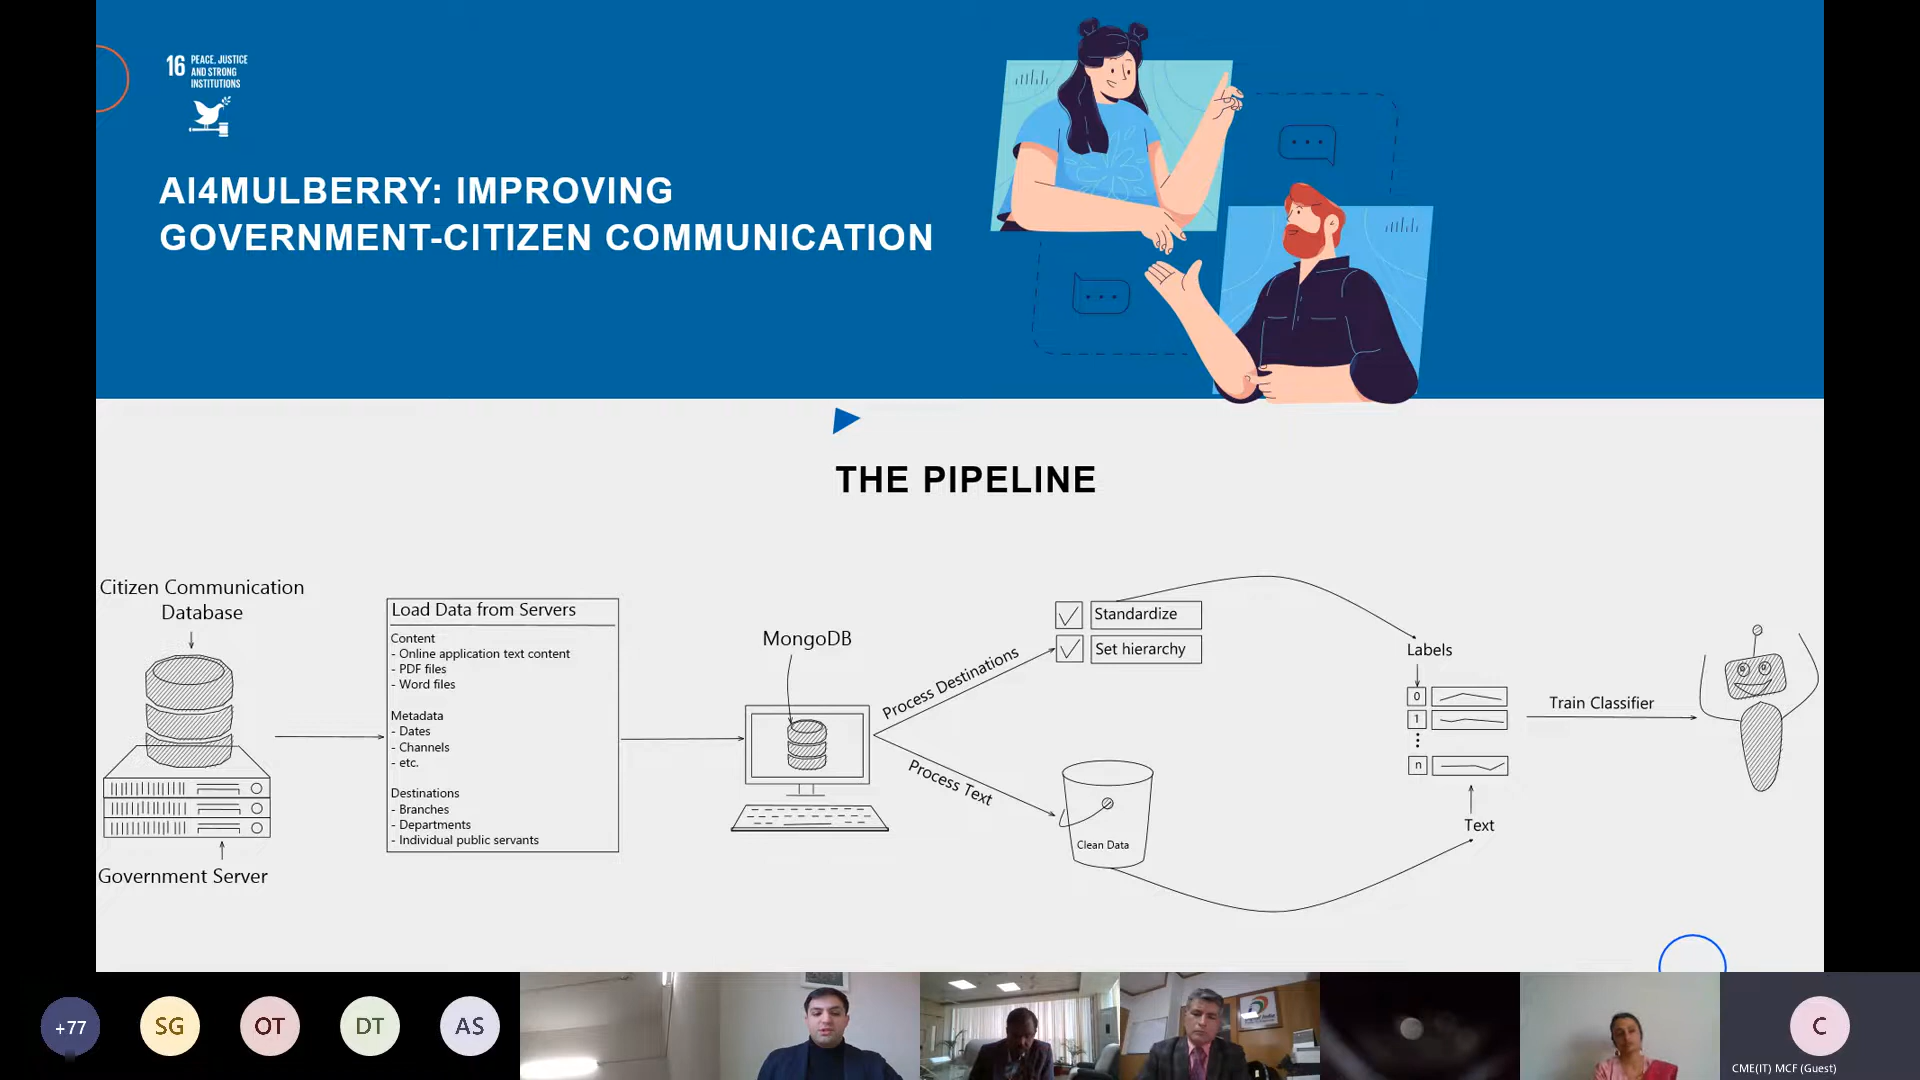 16 PEACE, JUSTICE
AND STRONG
INSTITUTIONS
AI4MULBERRY: IMPROVING
GOVERNMENT-CITIZEN COMMUNICATION
THE PIPELINE
Citizen Communication
Database
Government Server
Load Data from Servers
Content
- Online application text content
- PDF files
- Word files
Metadata
- Dates
- Channels
- etc.
Destinations
- Branches
- Departments
- Individual public servants
MongoDB
Process Destinations
Process Text
Standardize
Set hierarchy
Clean Data
Labels
0
1
n
Text
Train Classifier
+77
SG
OT
DT
AS
C
CME(IT) MCF (Guest)